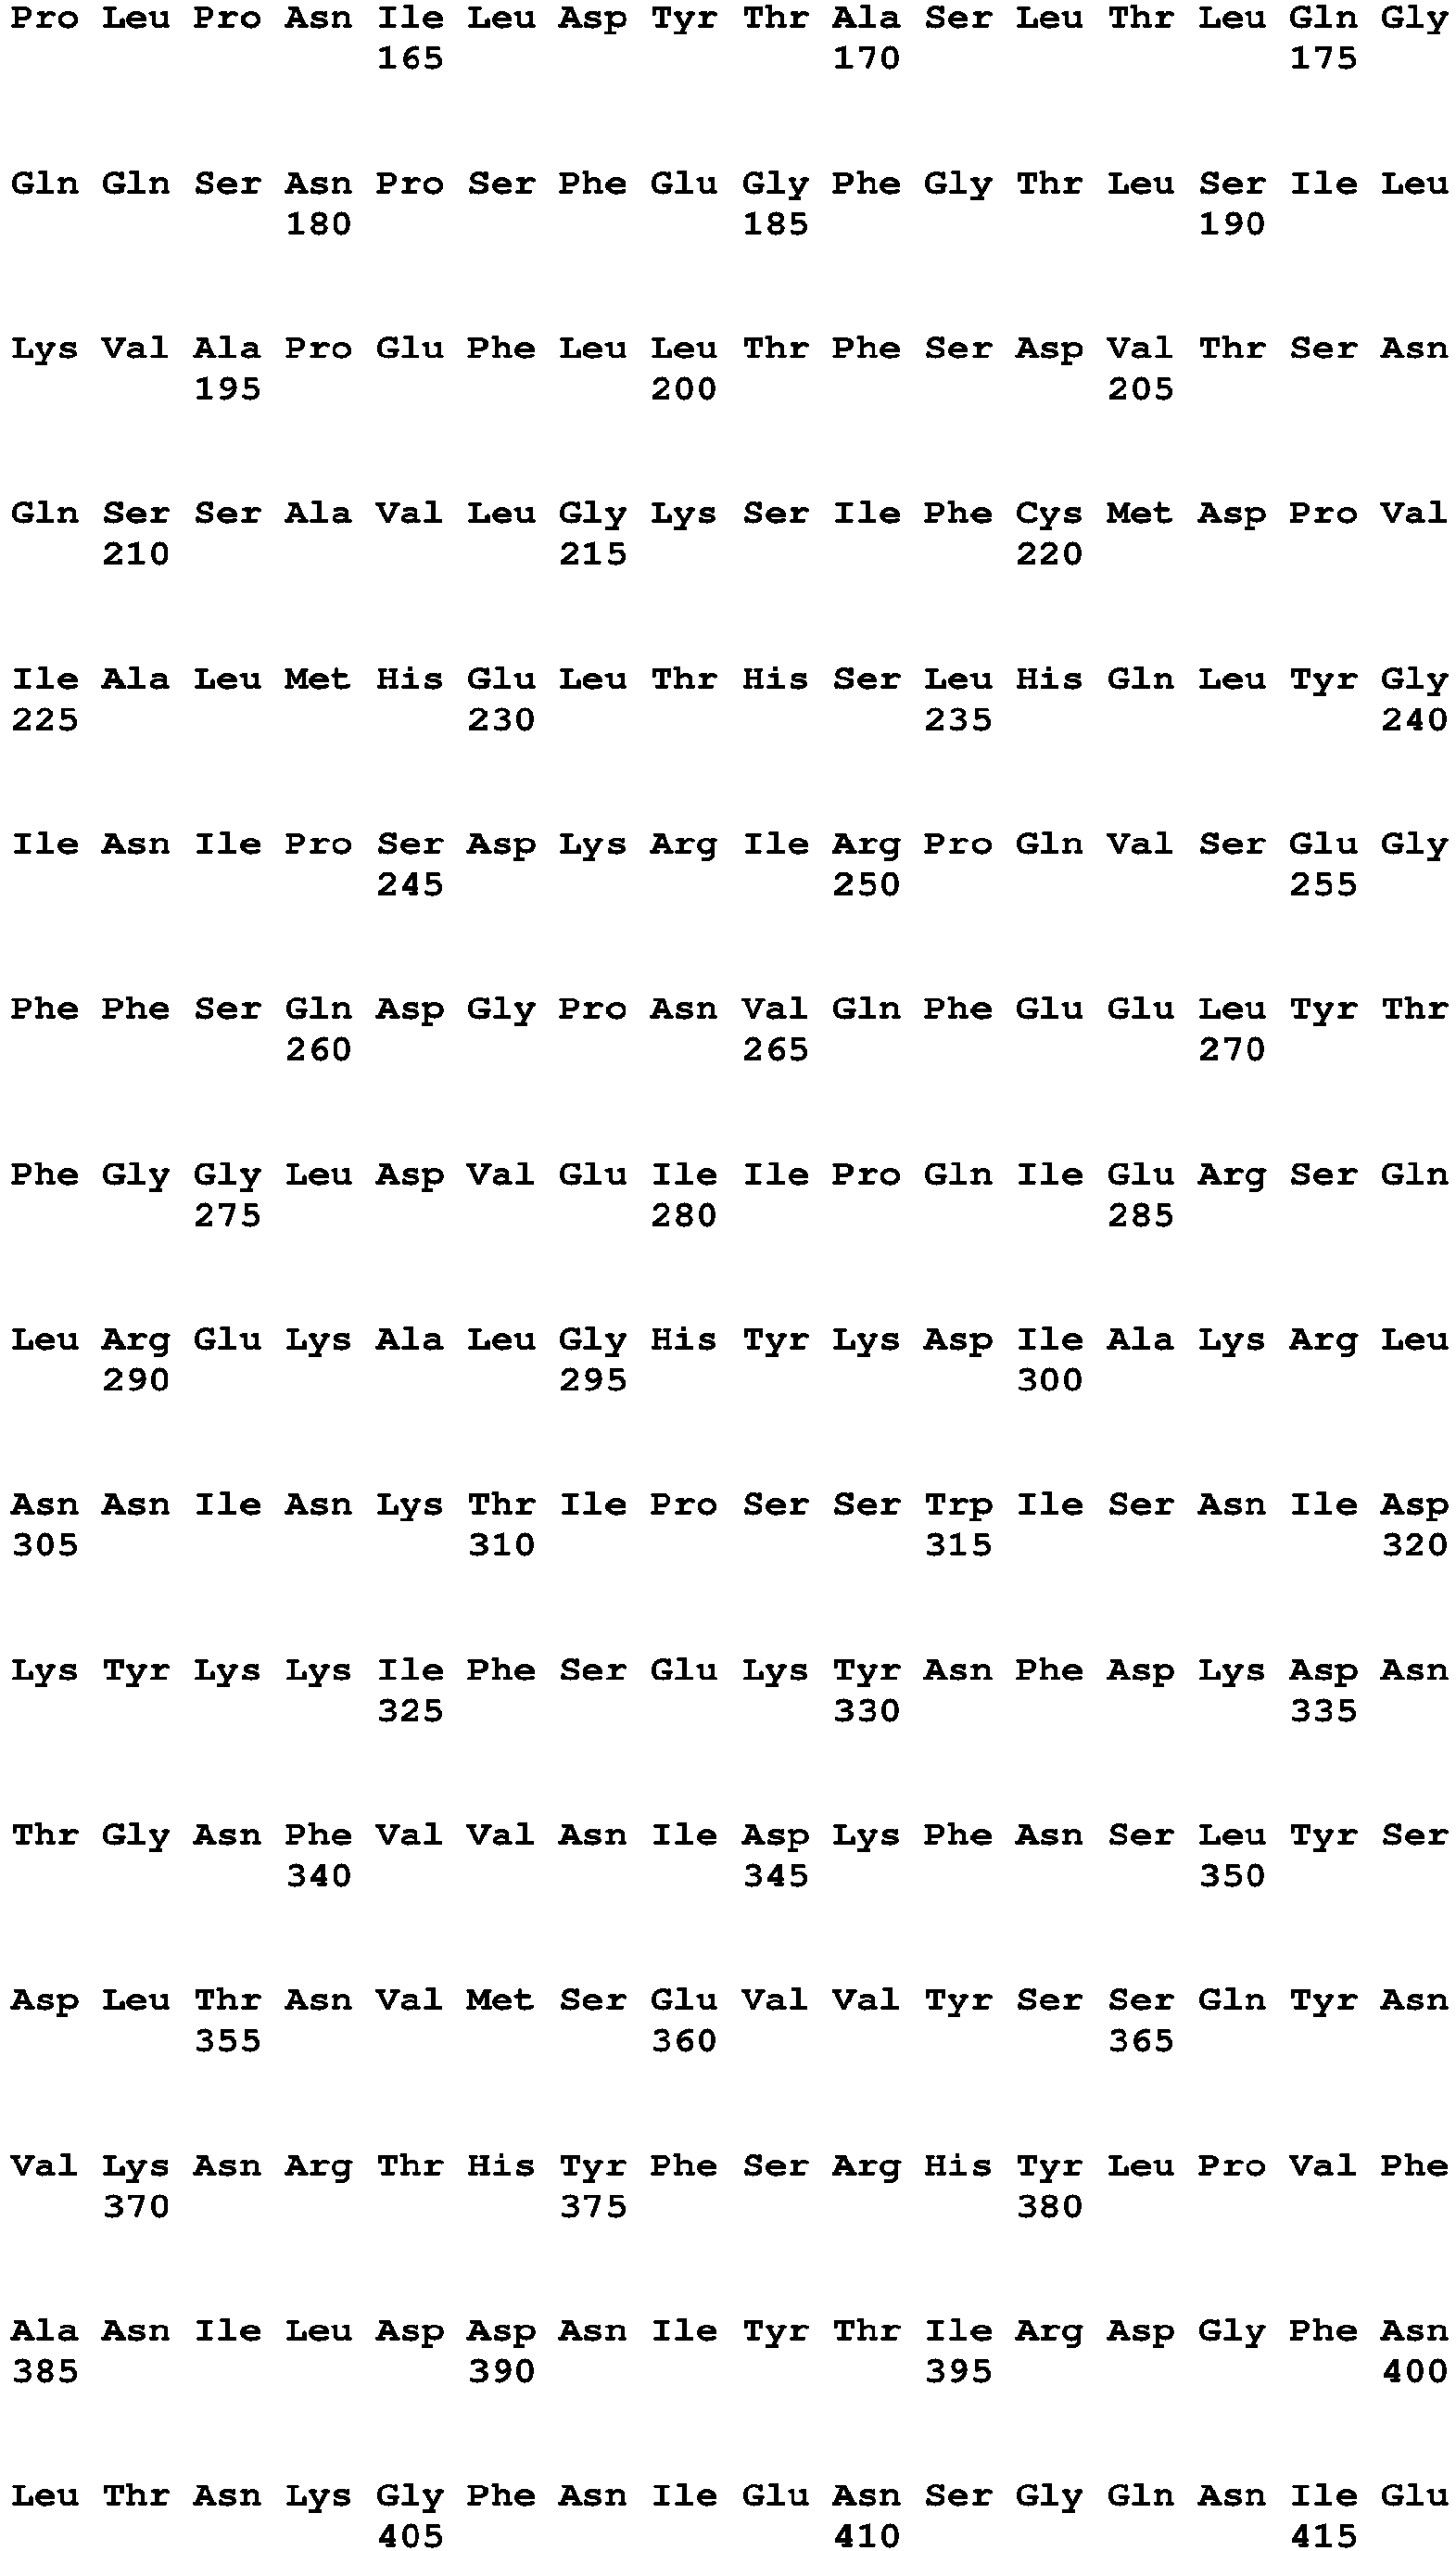 Pro Leu Pro Asn Ile Leu Asp Tyr Thr Ala Ser Leu Thr Leu Gln Gly
165 170 175
Gln Gln Ser Asn Pro Ser Phe Glu Gly Phe Gly Thr Leu Ser Ile Leu
180 185 190
Lys Val Ala Pro Glu Phe Leu Leu Thr Phe Ser Asp Val Thr Ser Asn
195 200 205
Gln Ser Ser Ala Val Leu Gly Lys Ser Ile Phe Cys Met Asp Pro Val
210 215 220
Ile Ala Leu Met His Glu Leu Thr His Ser Leu His Gln Leu Tyr Gly
225 230 235 240
Ile Asn Ile Pro Ser Asp Lys Arg Ile Arg Pro Gln Val Ser Glu Gly
245 250 255
Phe Phe Ser Gln Asp Gly Pro Asn Val Gln Phe Glu Glu Leu Tyr Thr
260 265 270
Phe Gly Gly Leu Asp Val Glu Ile Ile Pro Gln Ile Glu Arg Ser Gln
275 280 285
Leu Arg Glu Lys Ala Leu Gly His Tyr Lys Asp Ile Ala Lys Arg Leu
290 295 300
Asn Asn Ile Asn Lys Thr Ile Pro Ser Ser Trp Ile Ser Asn Ile Asp
305 310 315 320
Lys Tyr Lys Lys Ile Phe Ser Glu Lys Tyr Asn Phe Asp Lys Asp Asn
325 330 335
Thr Gly Asn Phe Val Val Asn Ile Asp Lys Phe Asn Ser Leu Tyr Ser
340 345 350
Asp Leu Thr Asn Val Met Ser Glu Val Val Tyr Ser Ser Gln Tyr Asn
355 360 365
Val Lys Asn Arg Thr His Tyr Phe Ser Arg His Tyr Leu Pro Val Phe
370 375 380
Ala Asn Ile Leu Asp Asp Asn Ile Tyr Thr Ile Arg Asp Gly Phe Asn
385 390 395 400
Leu Thr Asn Lys Gly Phe Asn Ile Glu Asn Ser Gly Gln Asn Ile Glu
405 410 415